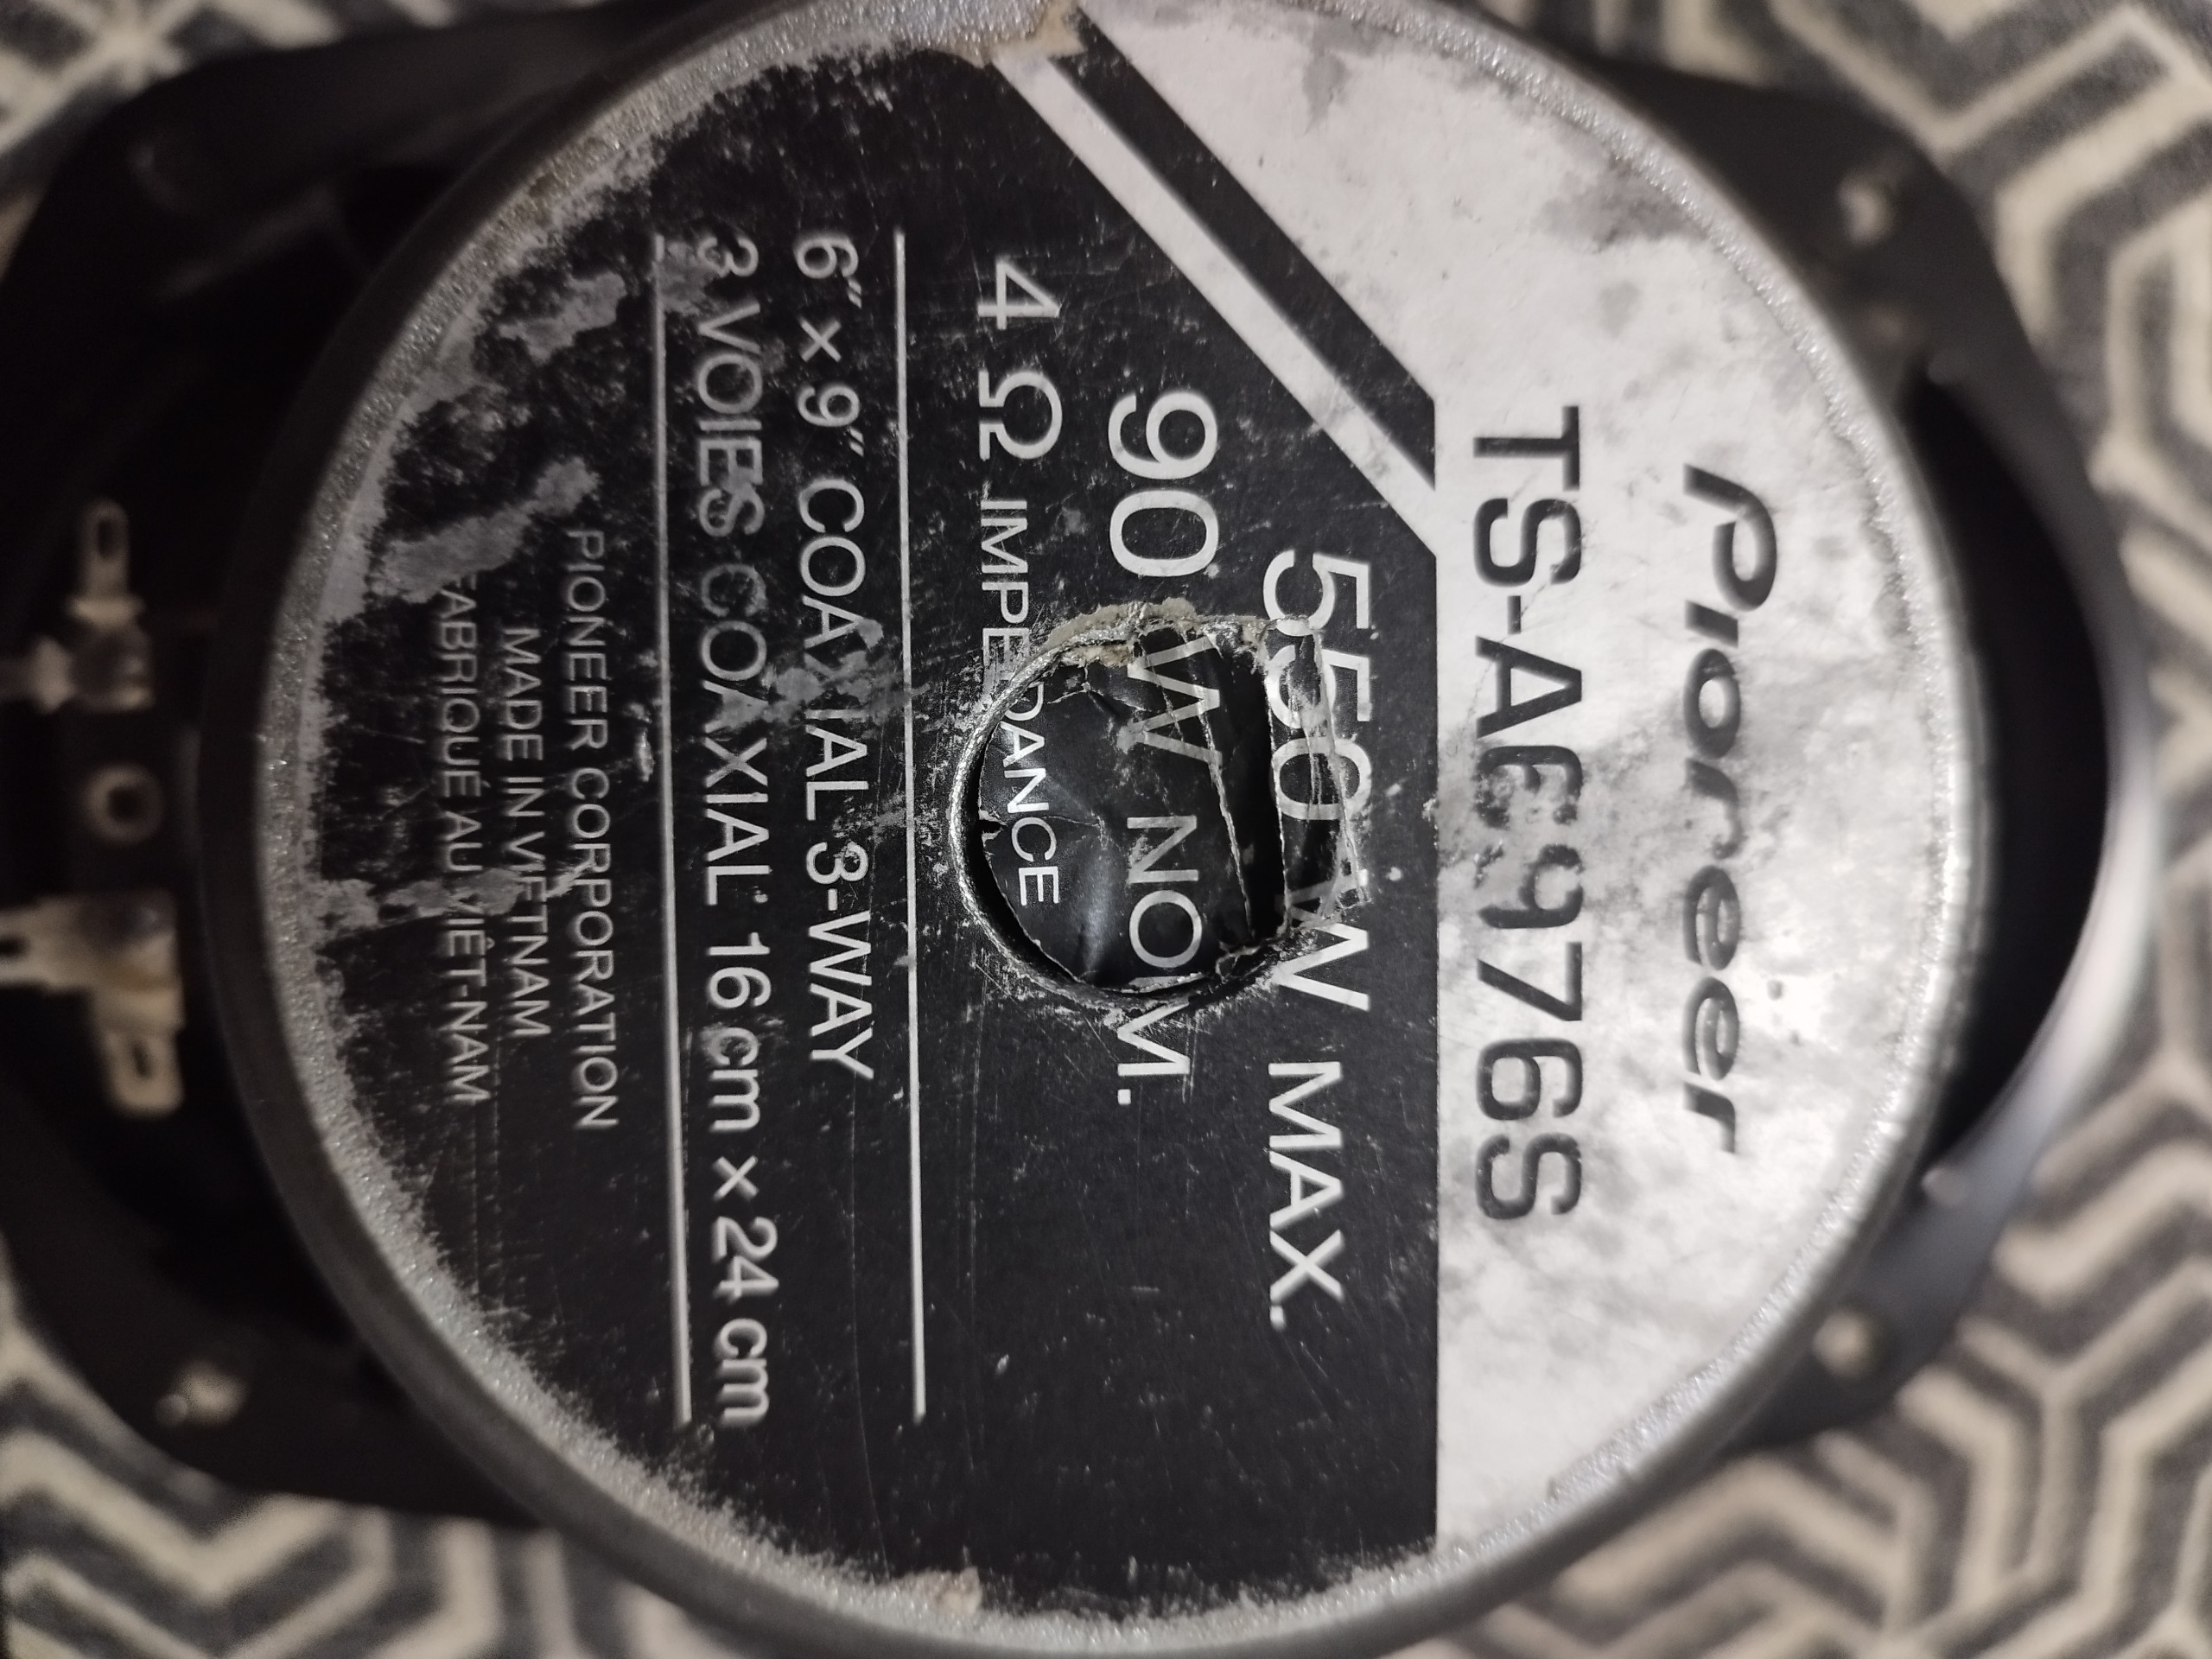 Pioneer
TS-AE976S
550 W MAX.
90 W NOM.
4 Ω IMPEDANCE
6″ × 9″ COAXIAL 3-WAY
3 VOIES COAXIAL 16 cm × 24 cm
PIONEER CORPORATION
MADE IN VIETNAM
FABRIQUÉ AU VIÊT-NAM